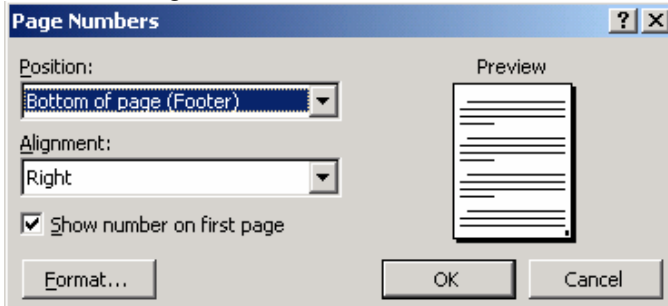 Page Numbers
Position:
Preview
Bottom of page (Footer)
Alignment:
Right
Show number on first page
Format...
OK
Cancel